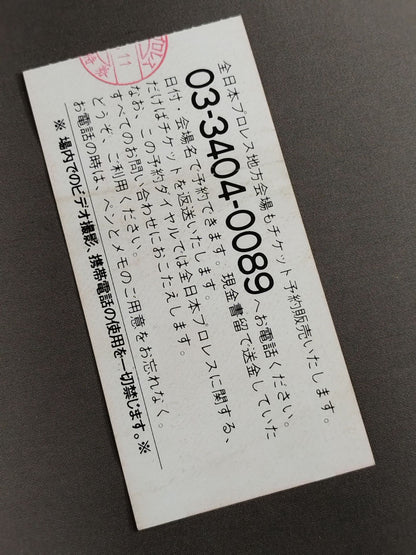 全日本プロレス地方会場もチケット予約販売いたします。
03-3404-0089へお電話ください。
日付、会場名で予約できます。現金書留で送金していた
だけばチケットを返送いたします。
なお、この予約ダイヤルでは全日本プロレスに関する、
すべてのお問い合わせにおこたえします。
どうぞ、ご利用ください。
お電話の時は、ペンとメモのご用意をお忘れなく。
※ 場内でのビデオ撮影、携帯電話の使用を一切禁じます。※
プロレス
11